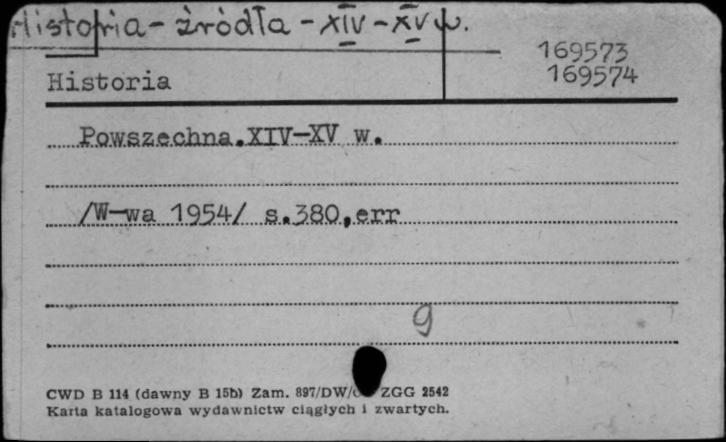 Historia - źródła - XIV - XV w.
169573
Historia
169574
Powszechna.XIV-XV w.
/W-wa 1954/ s.380,err
9
CWD B 114 (dawny B 15b) Zam. 897/DW/ ZGG 2542
Karta katalogowa wydawnictw ciągłych i zwartych.